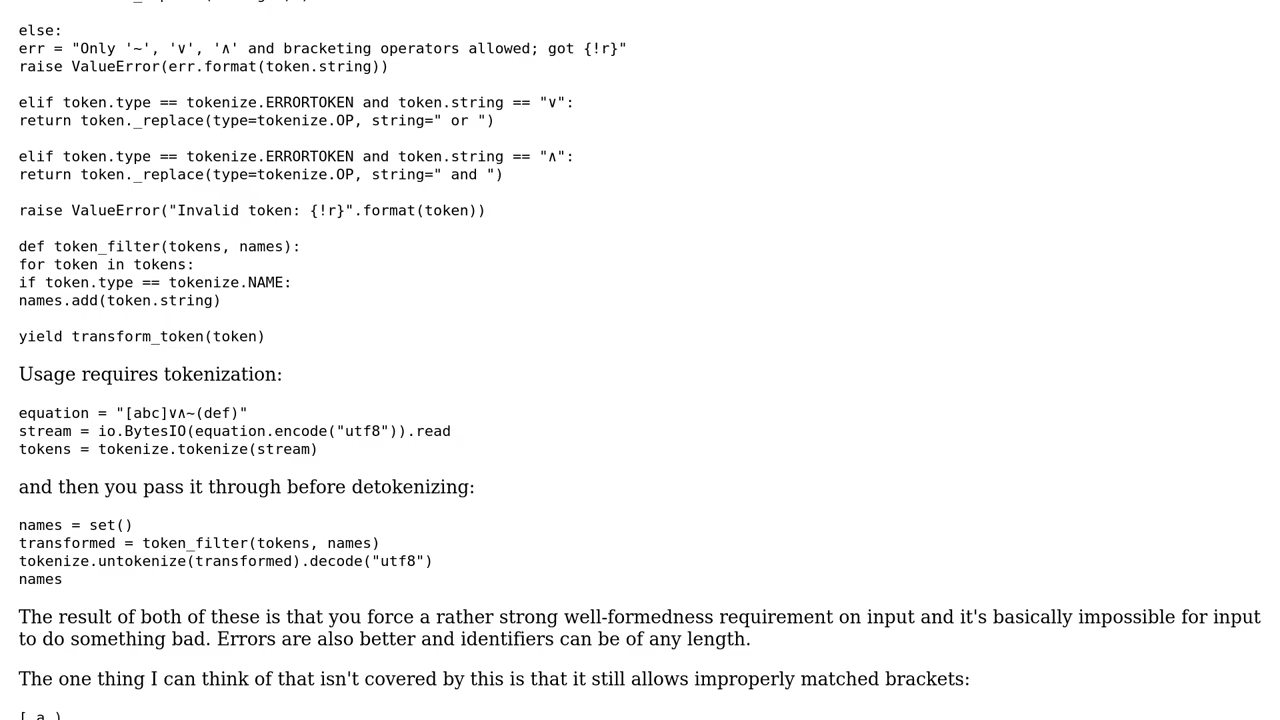 else:
err = "Only '~', '∨', '∧' and bracketing operators allowed; got {!r}"
raise ValueError(err.format(token.string))
elif token.type == tokenize.ERRORTOKEN and token.string == "∨":
return token._replace(type=tokenize.OP, string=" or ")
elif token.type == tokenize.ERRORTOKEN and token.string == "∧":
return token._replace(type=tokenize.OP, string=" and ")
raise ValueError("Invalid token: {!r}".format(token))
def token_filter(tokens, names):
for token in tokens:
if token.type == tokenize.NAME:
names.add(token.string)
yield transform_token(token)
Usage requires tokenization:
equation = "[abc]∨∧~(def)"
stream = io.BytesIO(equation.encode("utf8")).read
tokens = tokenize.tokenize(stream)
and then you pass it through before detokenizing:
names = set()
transformed = token_filter(tokens, names)
tokenize.untokenize(transformed).decode("utf8")
names
The result of both of these is that you force a rather strong well-formedness requirement on input and it's basically impossible for input
to do something bad. Errors are also better and identifiers can be of any length.
The one thing I can think of that isn't covered by this is that it still allows improperly matched brackets:
[ a )